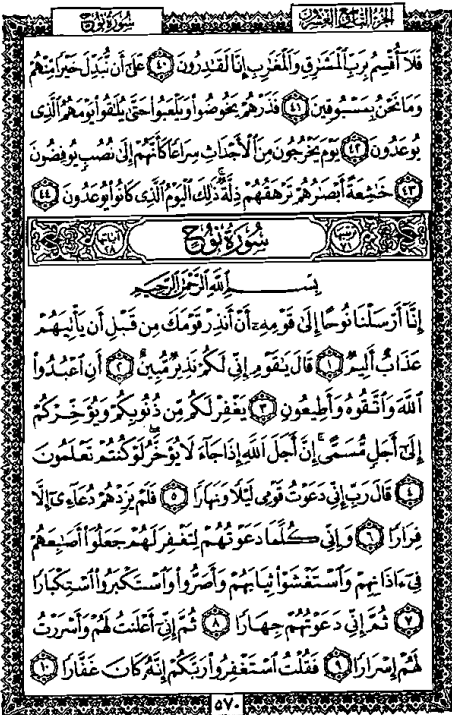 سُورَةُ نُوحٍ الجزء التاسع والعشرون
فَلَآ أُقْسِمُ بِرَبِّ ٱلْمَشَٰرِقِ وَٱلْمَغَٰرِبِ إِنَّا لَقَٰدِرُونَ ٤٠ عَلَىٰٓ أَن نُّبَدِّلَ خَيْرًا مِّنْهُمْ
وَمَا نَحْنُ بِمَسْبُوقِينَ ٤١ فَذَرْهُمْ يَخُوضُوا۟ وَيَلْعَبُوا۟ حَتَّىٰ يُلَٰقُوا۟ يَوْمَهُمُ ٱلَّذِى
يُوعَدُونَ ٤٢ يَوْمَ يَخْرُجُونَ مِنَ ٱلْأَجْدَاثِ سِرَاعًا كَأَنَّهُمْ إِلَىٰ نُصُبٍ يُوفِضُونَ
٤٣ خَٰشِعَةً أَبْصَٰرُهُمْ تَرْهَقُهُمْ ذِلَّةٌ ذَٰلِكَ ٱلْيَوْمُ ٱلَّذِى كَانُوا۟ يُوعَدُونَ ٤٤
سُورَةُ نُوحٍ
بِسْمِ ٱللَّهِ ٱلرَّحْمَٰنِ ٱلرَّحِيمِ
إِنَّآ أَرْسَلْنَا نُوحًا إِلَىٰ قَوْمِهِۦٓ أَنْ أَنذِرْ قَوْمَكَ مِن قَبْلِ أَن يَأْتِيَهُمْ
عَذَابٌ أَلِيمٌ ١ قَالَ يَٰقَوْمِ إِنِّى لَكُمْ نَذِيرٌ مُّبِينٌ ٢ أَنِ ٱعْبُدُوا۟
ٱللَّهَ وَٱتَّقُوهُ وَأَطِيعُونِ ٣ يَغْفِرْ لَكُم مِّن ذُنُوبِكُمْ وَيُؤَخِّرْكُمْ
إِلَىٰٓ أَجَلٍ مُّسَمًّى إِنَّ أَجَلَ ٱللَّهِ إِذَا جَآءَ لَا يُؤَخَّرُ لَوْ كُنتُمْ تَعْلَمُونَ
٤ قَالَ رَبِّ إِنِّى دَعَوْتُ قَوْمِى لَيْلًا وَنَهَارًا ٥ فَلَمْ يَزِدْهُمْ دُعَآءِىٓ إِلَّا
فِرَارًا ٦ وَإِنِّى كُلَّمَا دَعَوْتُهُمْ لِتَغْفِرَ لَهُمْ جَعَلُوٓا۟ أَصَٰبِعَهُمْ
فِىٓ ءَاذَانِهِمْ وَٱسْتَغْشَوْا۟ ثِيَابَهُمْ وَأَصَرُّوا۟ وَٱسْتَكْبَرُوا۟ ٱسْتِكْبَارًا
٧ ثُمَّ إِنِّى دَعَوْتُهُمْ جِهَارًا ٨ ثُمَّ إِنِّىٓ أَعْلَنتُ لَهُمْ وَأَسْرَرْتُ
لَهُمْ إِسْرَارًا ٩ فَقُلْتُ ٱسْتَغْفِرُوا۟ رَبَّكُمْ إِنَّهُۥ كَانَ غَفَّارًا ١٠
٥٧٠